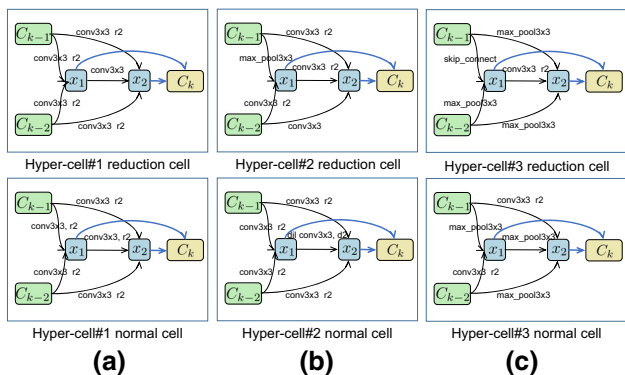 C_{k-1} conv3x3 r2
conv3x3 r2
x_1 conv3x3 x_2 C_k
conv3x3 r2
C_{k-2} conv3x3 r2
Hyper-cell#1 reduction cell
C_{k-1} conv3x3 r2
max_pool3x3
x_1 conv3x3 r2 x_2 C_k
conv3x3 r2
C_{k-2} conv3x3
Hyper-cell#2 reduction cell
C_{k-1} max_pool3x3
skip_connect
x_1 conv3x3 r2 x_2 C_k
max_pool3x3
C_{k-2} max_pool3x3
Hyper-cell#3 reduction cell
C_{k-1} conv3x3 r2
conv3x3, r2
x_1 conv3x3, r2 x_2 C_k
conv3x3 r2
C_{k-2} conv3x3 r2
Hyper-cell#1 normal cell
C_{k-1} conv3x3 r2
conv3x3 r2
x_1 dil conv3x3, d2 x_2 C_k
conv3x3 r2
C_{k-2} conv3x3 r2
Hyper-cell#2 normal cell
C_{k-1} conv3x3 r2
max_pool3x3
x_1 max_pool3x3 x_2 C_k
conv3x3 r2
C_{k-2} max_pool3x3
Hyper-cell#3 normal cell
(a) (b) (c)